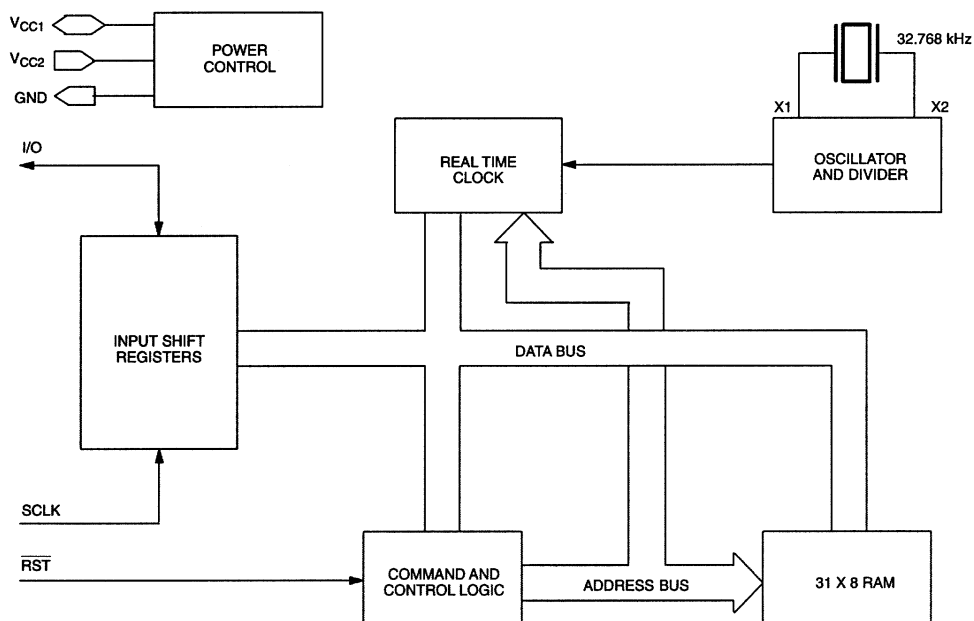 VCC1
VCC2
GND
POWER
CONTROL
32.768 kHz
X1
X2
I/O
REAL TIME
CLOCK
OSCILLATOR
AND DIVIDER
INPUT SHIFT
REGISTERS
DATA BUS
SCLK
RST
COMMAND AND
CONTROL LOGIC
ADDRESS BUS
31 X 8 RAM